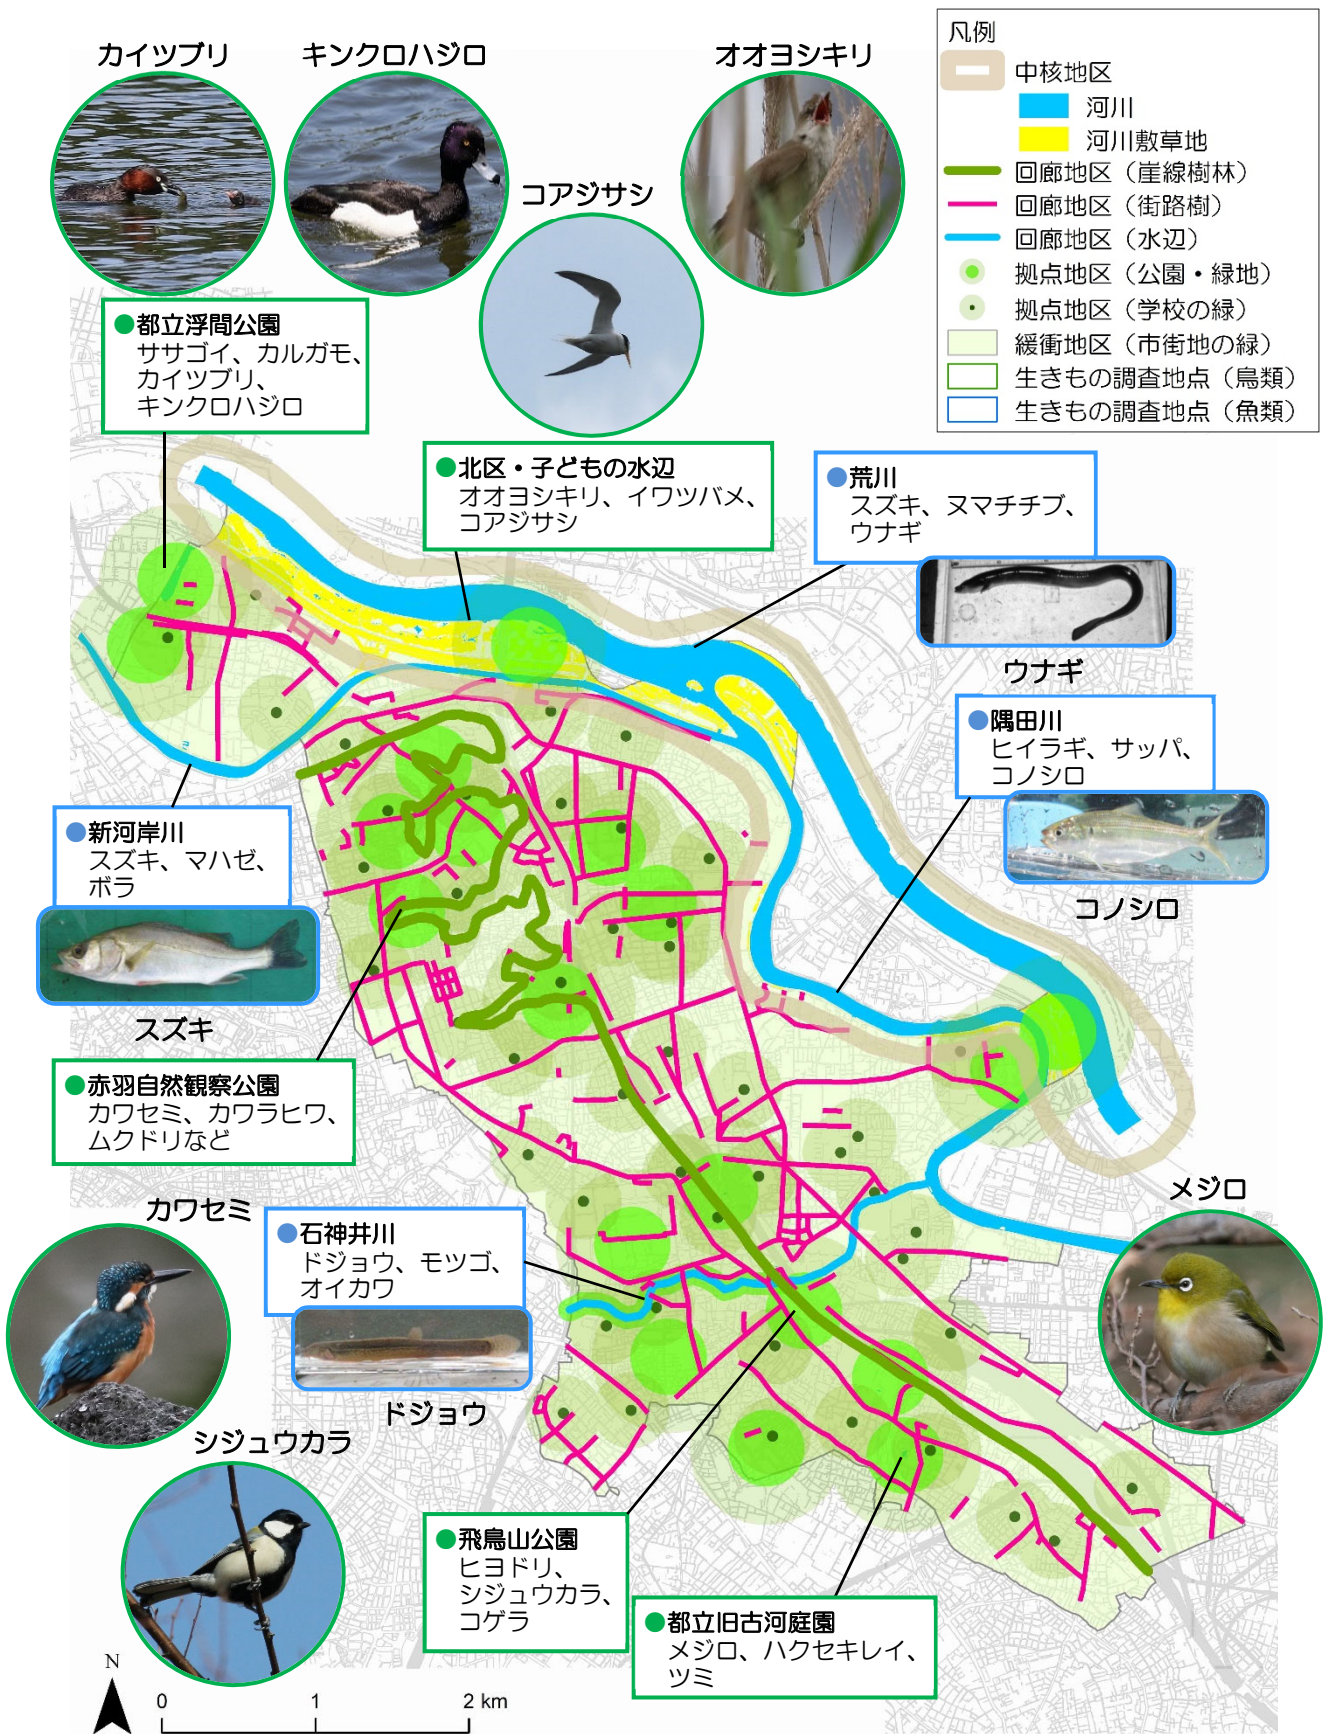 カイツブリ
キンクロハジロ
オオヨシキリ
コアジサシ
凡例
中核地区
河川
河川敷草地
回廊地区（崖線樹林）
回廊地区（街路樹）
回廊地区（水辺）
拠点地区（公園・緑地）
拠点地区（学校の緑）
緩衝地区（市街地の緑）
生きもの調査地点（鳥類）
生きもの調査地点（魚類）
●都立浮間公園
ササゴイ、カルガモ、
カイツブリ、
キンクロハジロ
●北区・子どもの水辺
オオヨシキリ、イワツバメ、
コアジサシ
●荒川
スズキ、ヌマチチブ、
ウナギ
ウナギ
●隅田川
ヒイラギ、サッパ、
コノシロ
コノシロ
●新河岸川
スズキ、マハゼ、
ボラ
スズキ
●赤羽自然観察公園
カワセミ、カワラヒワ、
ムクドリなど
カワセミ
●石神井川
ドジョウ、モツゴ、
オイカワ
ドジョウ
メジロ
シジュウカラ
●飛鳥山公園
ヒヨドリ、
シジュウカラ、
コゲラ
●都立旧古河庭園
メジロ、ハクセキレイ、
ツミ
N
0 1 2 km